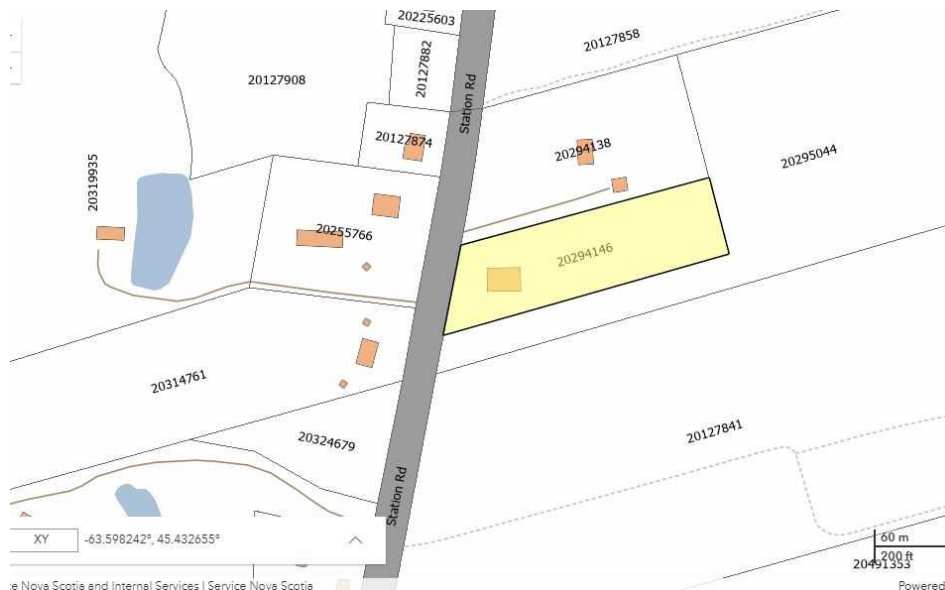 20225603
20127858
20127882
20127908
Station Rd
20127874
20294138
20295044
20319935
20255766
20294146
20314761
20127841
20324679
Station Rd
XY
-63.598242°, 45.432655°
60 m
200 ft
20491353
e Nova Scotia and Internal Services | Service Nova Scotia
Powered